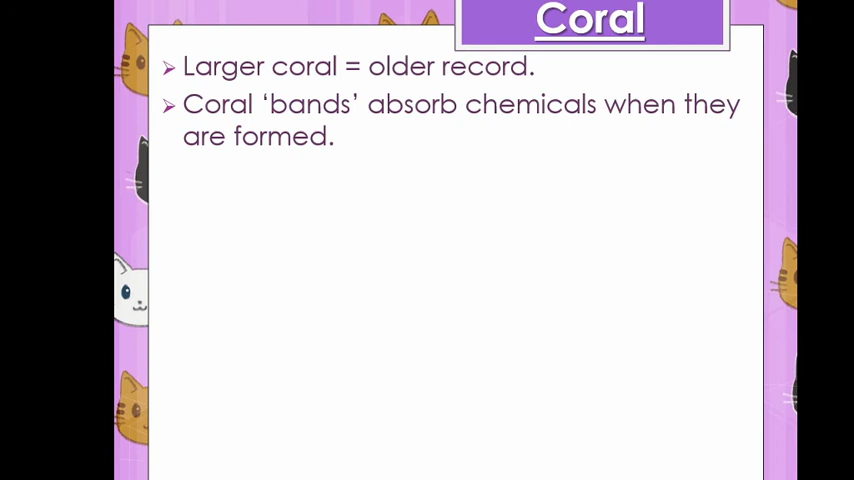 Coral
Larger coral = older record.
Coral ‘bands’ absorb chemicals when they
are formed.